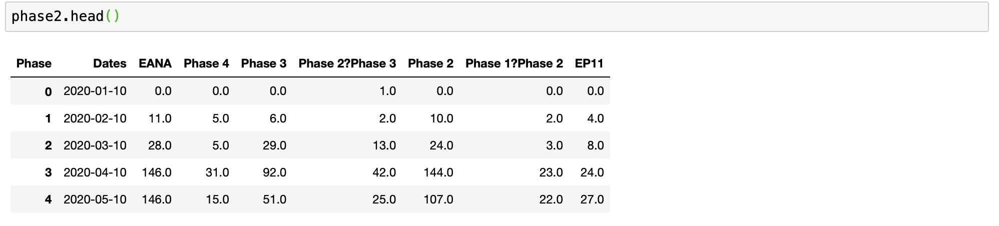 phase2.head()
Phase Dates EANA Phase 4 Phase 3 Phase 2?Phase 3 Phase 2 Phase 1?Phase 2 EP11
0 2020-01-10 0.0 0.0 0.0 1.0 0.0 0.0 0.0
1 2020-02-10 11.0 5.0 6.0 2.0 10.0 2.0 4.0
2 2020-03-10 28.0 5.0 29.0 13.0 24.0 3.0 8.0
3 2020-04-10 146.0 31.0 92.0 42.0 144.0 23.0 24.0
4 2020-05-10 146.0 15.0 51.0 25.0 107.0 22.0 27.0